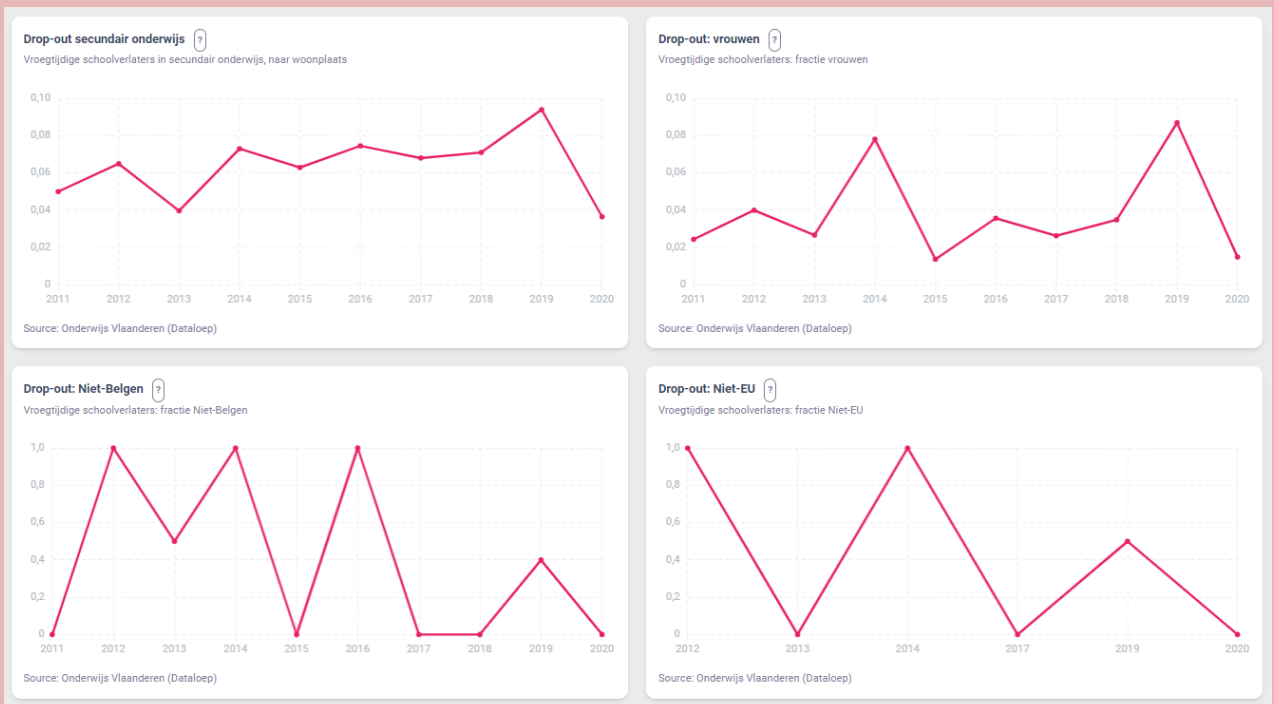 Drop-out secundair onderwijs ?
Vroegtijdige schoolverlaters in secundair onderwijs, naar woonplaats
0,10
0,08
0,06
0,04
0,02
0
2011 2012 2013 2014 2015 2016 2017 2018 2019 2020
Source: Onderwijs Vlaanderen (Dataloep)
Drop-out: vrouwen ?
Vroegtijdige schoolverlaters: fractie vrouwen
0,10
0,08
0,06
0,04
0,02
0
2011 2012 2013 2014 2015 2016 2017 2018 2019 2020
Source: Onderwijs Vlaanderen (Dataloep)
Drop-out: Niet-Belgen ?
Vroegtijdige schoolverlaters: fractie Niet-Belgen
1,0
0,8
0,6
0,4
0,2
0
2011 2012 2013 2014 2015 2016 2017 2018 2019 2020
Source: Onderwijs Vlaanderen (Dataloep)
Drop-out: Niet-EU ?
Vroegtijdige schoolverlaters: fractie Niet-EU
1,0
0,8
0,6
0,4
0,2
0
2012 2013 2014 2017 2019 2020
Source: Onderwijs Vlaanderen (Dataloep)